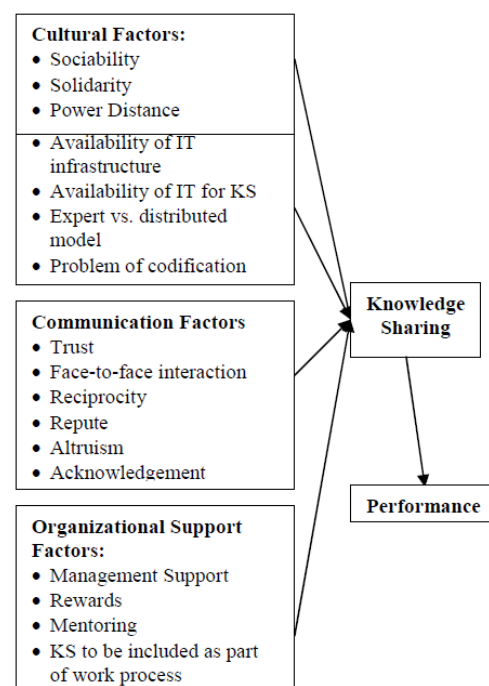 Cultural Factors:
• Sociability
• Solidarity
• Power Distance
• Availability of IT
infrastructure
• Availability of IT for KS
• Expert vs. distributed
model
• Problem of codification
Communication Factors
• Trust
• Face-to-face interaction
• Reciprocity
• Repute
• Altruism
• Acknowledgement
Organizational Support
Factors:
• Management Support
• Rewards
• Mentoring
• KS to be included as part
of work process
Knowledge
Sharing
Performance